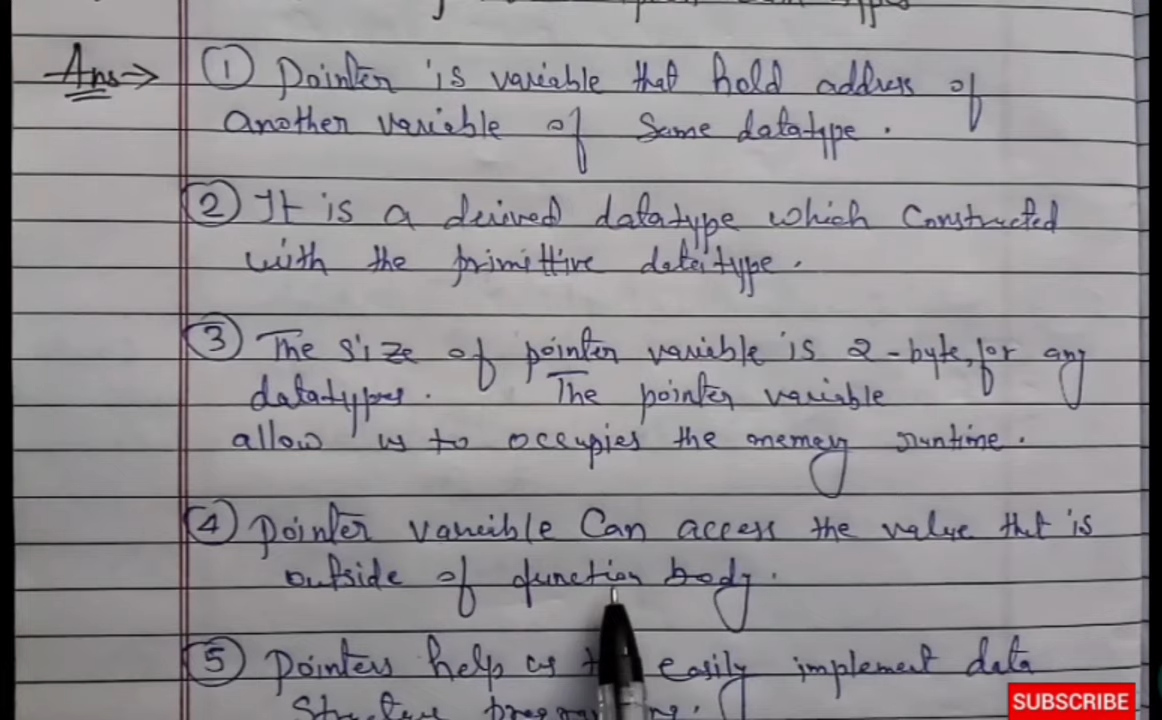 Ans→ ① Pointer is variable that hold address of
another variable of same datatype.
② It is a derived datatype which constructed
with the primittive datatype.
③ The size of pointer variable is 2-byte, for any
datatypes. The pointer variable
allow us to occupies the memory runtime.
④ Pointer variable can access the value that is
outside of function body.
⑤ Pointers help us easily implement data
structure
SUBSCRIBE